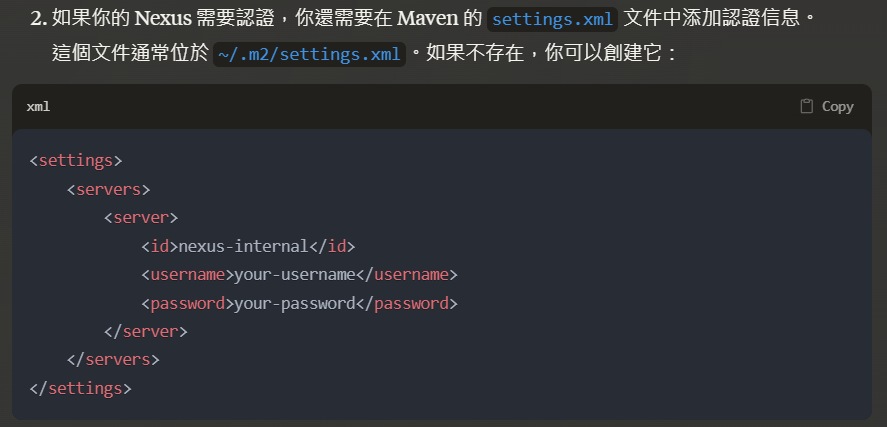 2. 如果你的 Nexus 需要認證，你還需要在 Maven 的 settings.xml 文件中添加認證信息。
這個文件通常位於 ~/.m2/settings.xml 。如果不存在，你可以創建它：
xml Copy
<settings>
    <servers>
        <server>
            <id>nexus-internal</id>
            <username>your-username</username>
            <password>your-password</password>
        </server>
    </servers>
</settings>